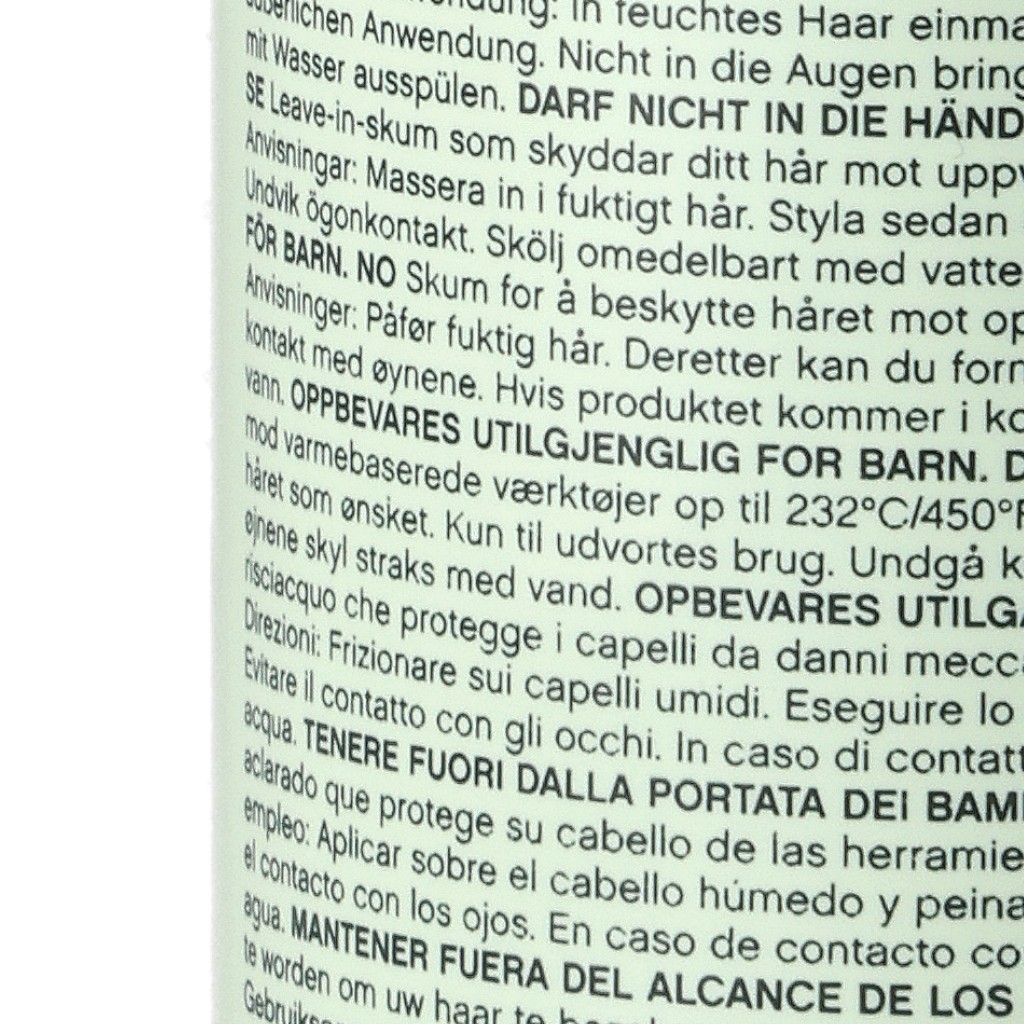 in feuchtes Haar einma
äußerlichen Anwendung. Nicht in die Augen bring
mit Wasser ausspülen. DARF NICHT IN DIE HÄND
SE Leave-in-skum som skyddar ditt hår mot uppv
Anvisningar: Massera in i fuktigt hår. Styla sedan
Undvik ögonkontakt. Skölj omedelbart med vatte
FÖR BARN. NO Skum for å beskytte håret mot op
Anvisninger: Påfør fuktig hår. Deretter kan du form
kontakt med øynene. Hvis produktet kommer i ko
vann. OPPBEVARES UTILGJENGLIG FOR BARN. D
mod varmebaserede værktøjer op til 232°C/450°F
håret som ønsket. Kun til udvortes brug. Undgå k
øjnene skyl straks med vand. OPBEVARES UTILGÆ
risciacquo che protegge i capelli da danni mecca
Direzioni: Frizionare sui capelli umidi. Eseguire lo
Evitare il contatto con gli occhi. In caso di contatt
acqua. TENERE FUORI DALLA PORTATA DEI BAMB
aclarado que protege su cabello de las herramie
empleo: Aplicar sobre el cabello húmedo y peina
el contacto con los ojos. En caso de contacto co
agua. MANTENER FUERA DEL ALCANCE DE LOS
te worden om uw haar te